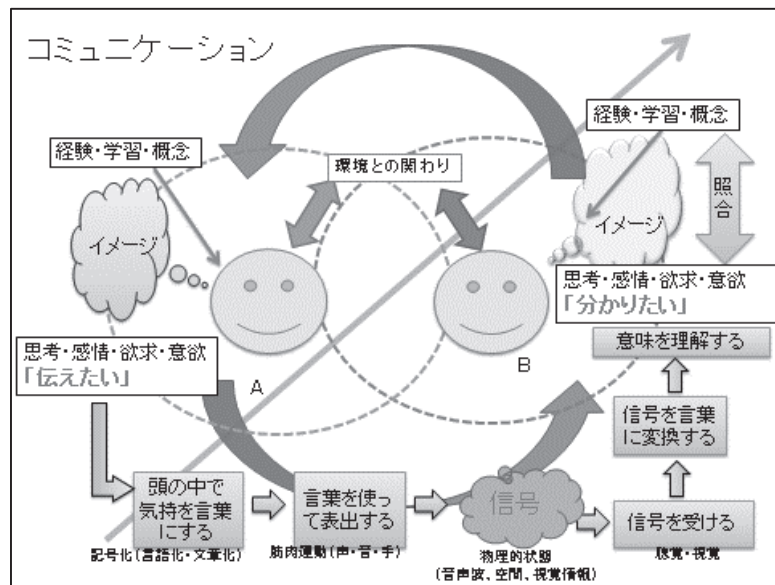 コミュニケーション
経験・学習・概念
経験・学習・概念
環境との関わり
イメージ
イメージ
照合
思考・感情・欲求・意欲
「分かりたい」
意味を理解する
思考・感情・欲求・意欲
「伝えたい」
A
B
信号を言葉
に変換する
頭の中で
気持を言葉
にする
言葉を使っ
て表出する
信号
信号を受ける
記号化(言語化・文章化)
筋肉運動(声・音・手)
物理的状態
(音声波、空間、視覚情報)
聴覚・視覚